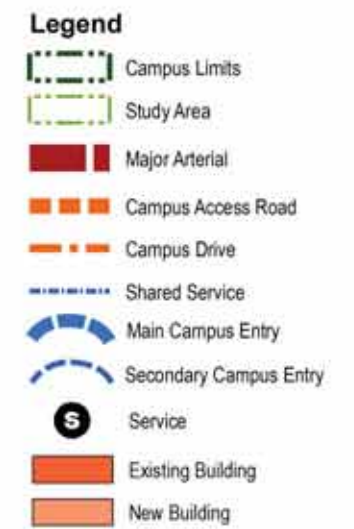 Legend
Campus Limits
Study Area
Major Arterial
Campus Access Road
Campus Drive
Shared Service
Main Campus Entry
Secondary Campus Entry
S Service
Existing Building
New Building